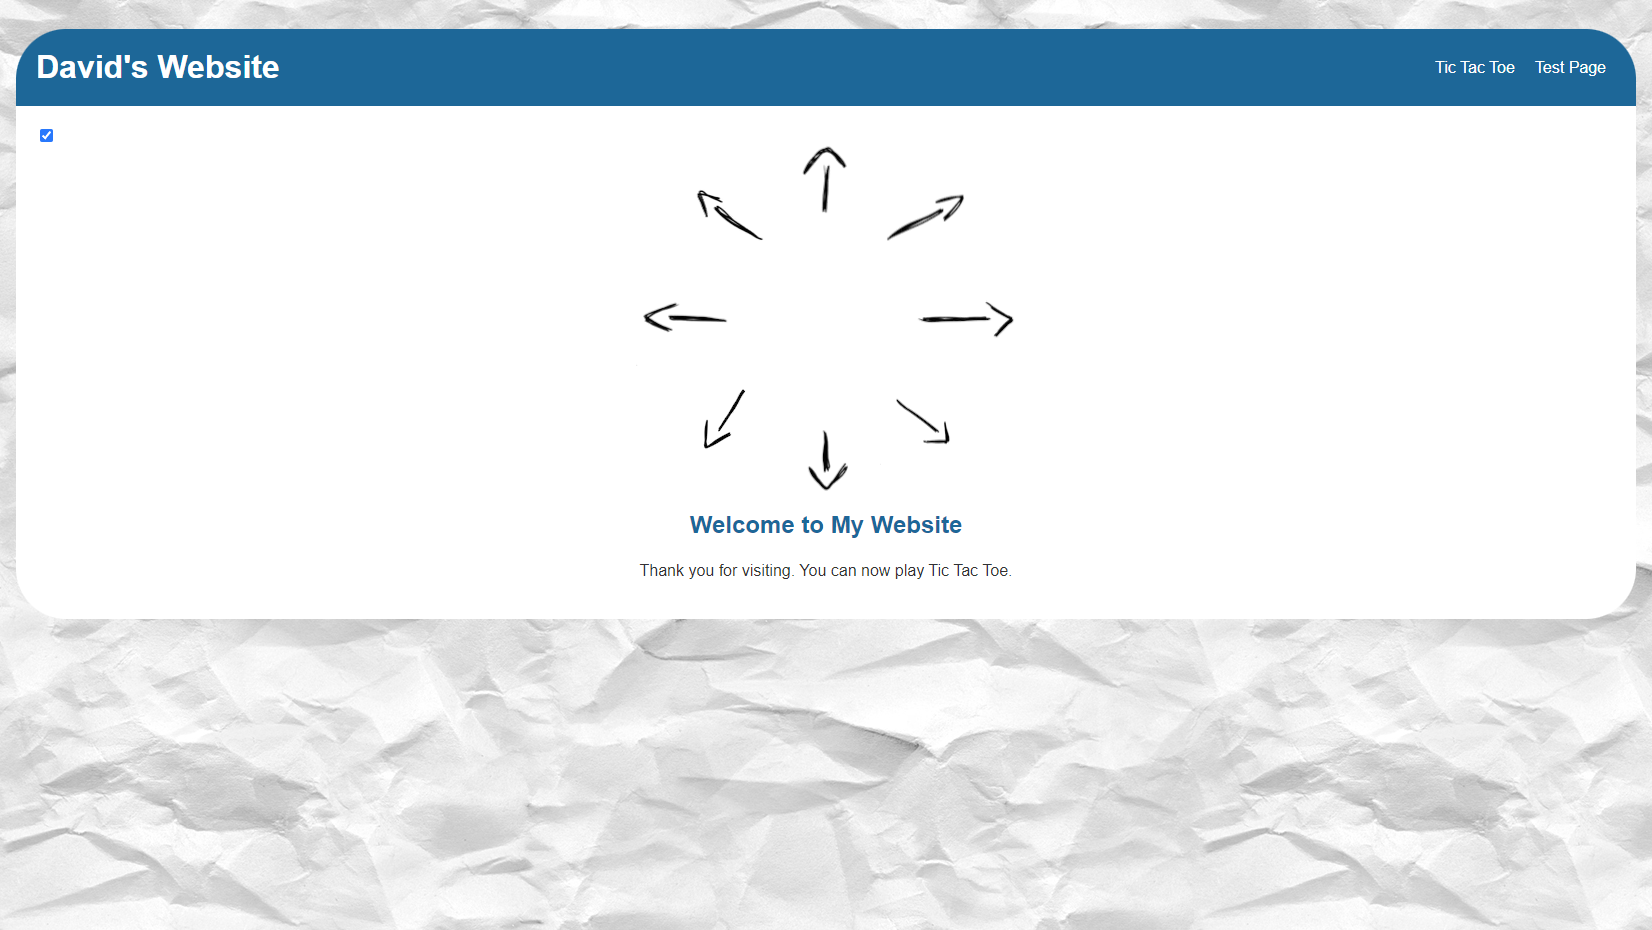 David's Website
Tic Tac Toe
Test Page
Welcome to My Website
Thank you for visiting. You can now play Tic Tac Toe.